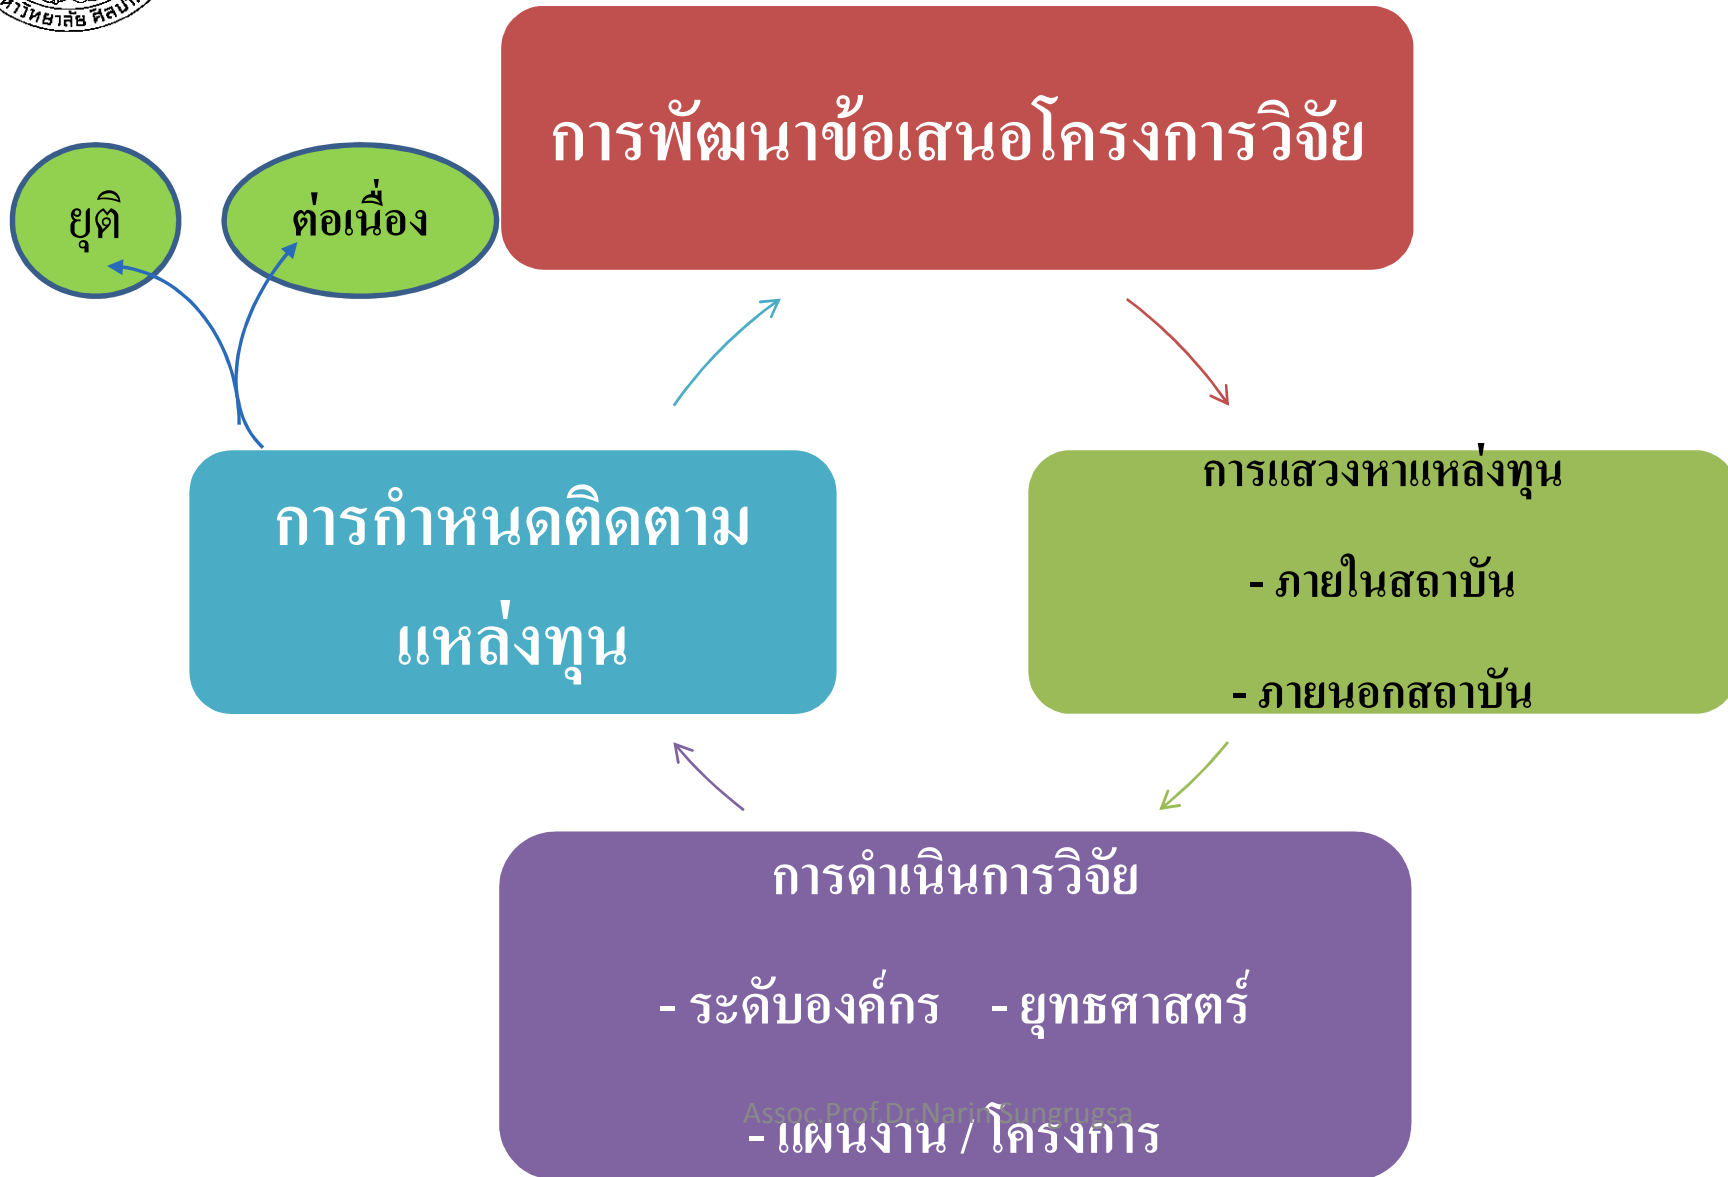 การพัฒนาข้อเสนอโครงการวิจัย
ยุติ
ต่อเนื่อง
การแสวงหาแหล่งทุน
- ภายในสถาบัน
- ภายนอกสถาบัน
การกำหนดติดตาม
แหล่งทุน
การดำเนินการวิจัย
- ระดับองค์กร - ยุทธศาสตร์
Assoc.Prof.Dr.Narin Sungrugsa
- แผนงาน / โครงการ